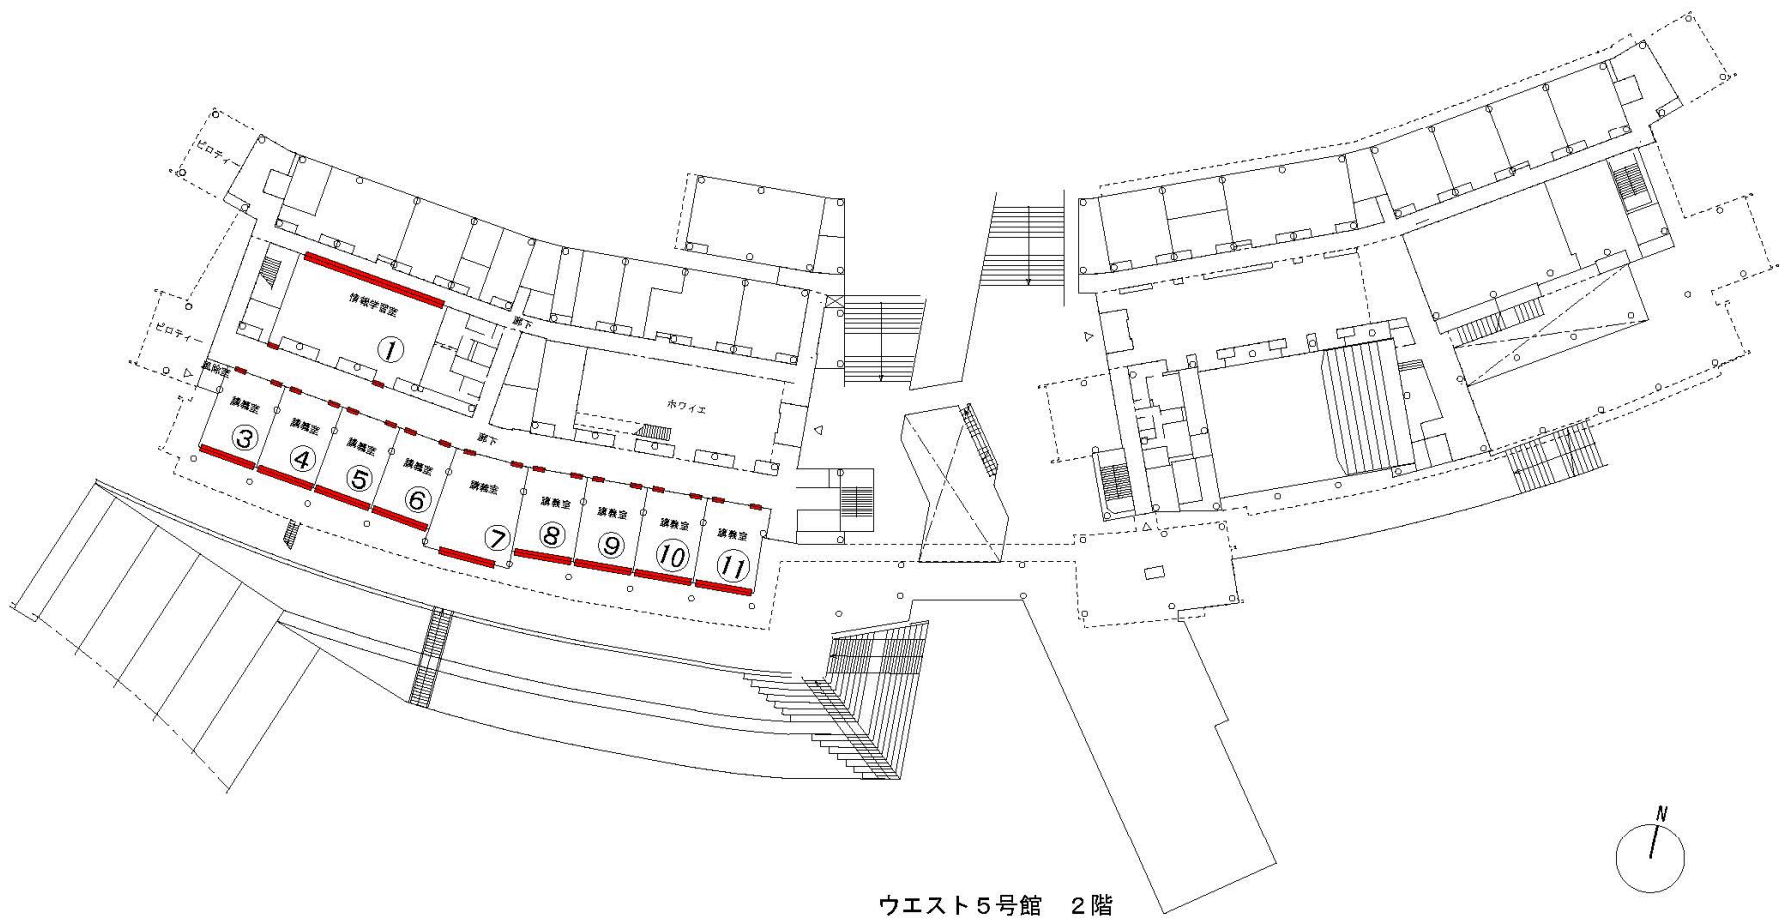 ピロティー
情報学習室
①
廊下
ピロティー
風除室
講義室
③
講義室
④
講義室
⑤
講義室
⑥
廊下
ホワイエ
講義室
⑦
講義室
⑧
講義室
⑨
講義室
⑩
講義室
⑪
N
ウエスト5号館 2階